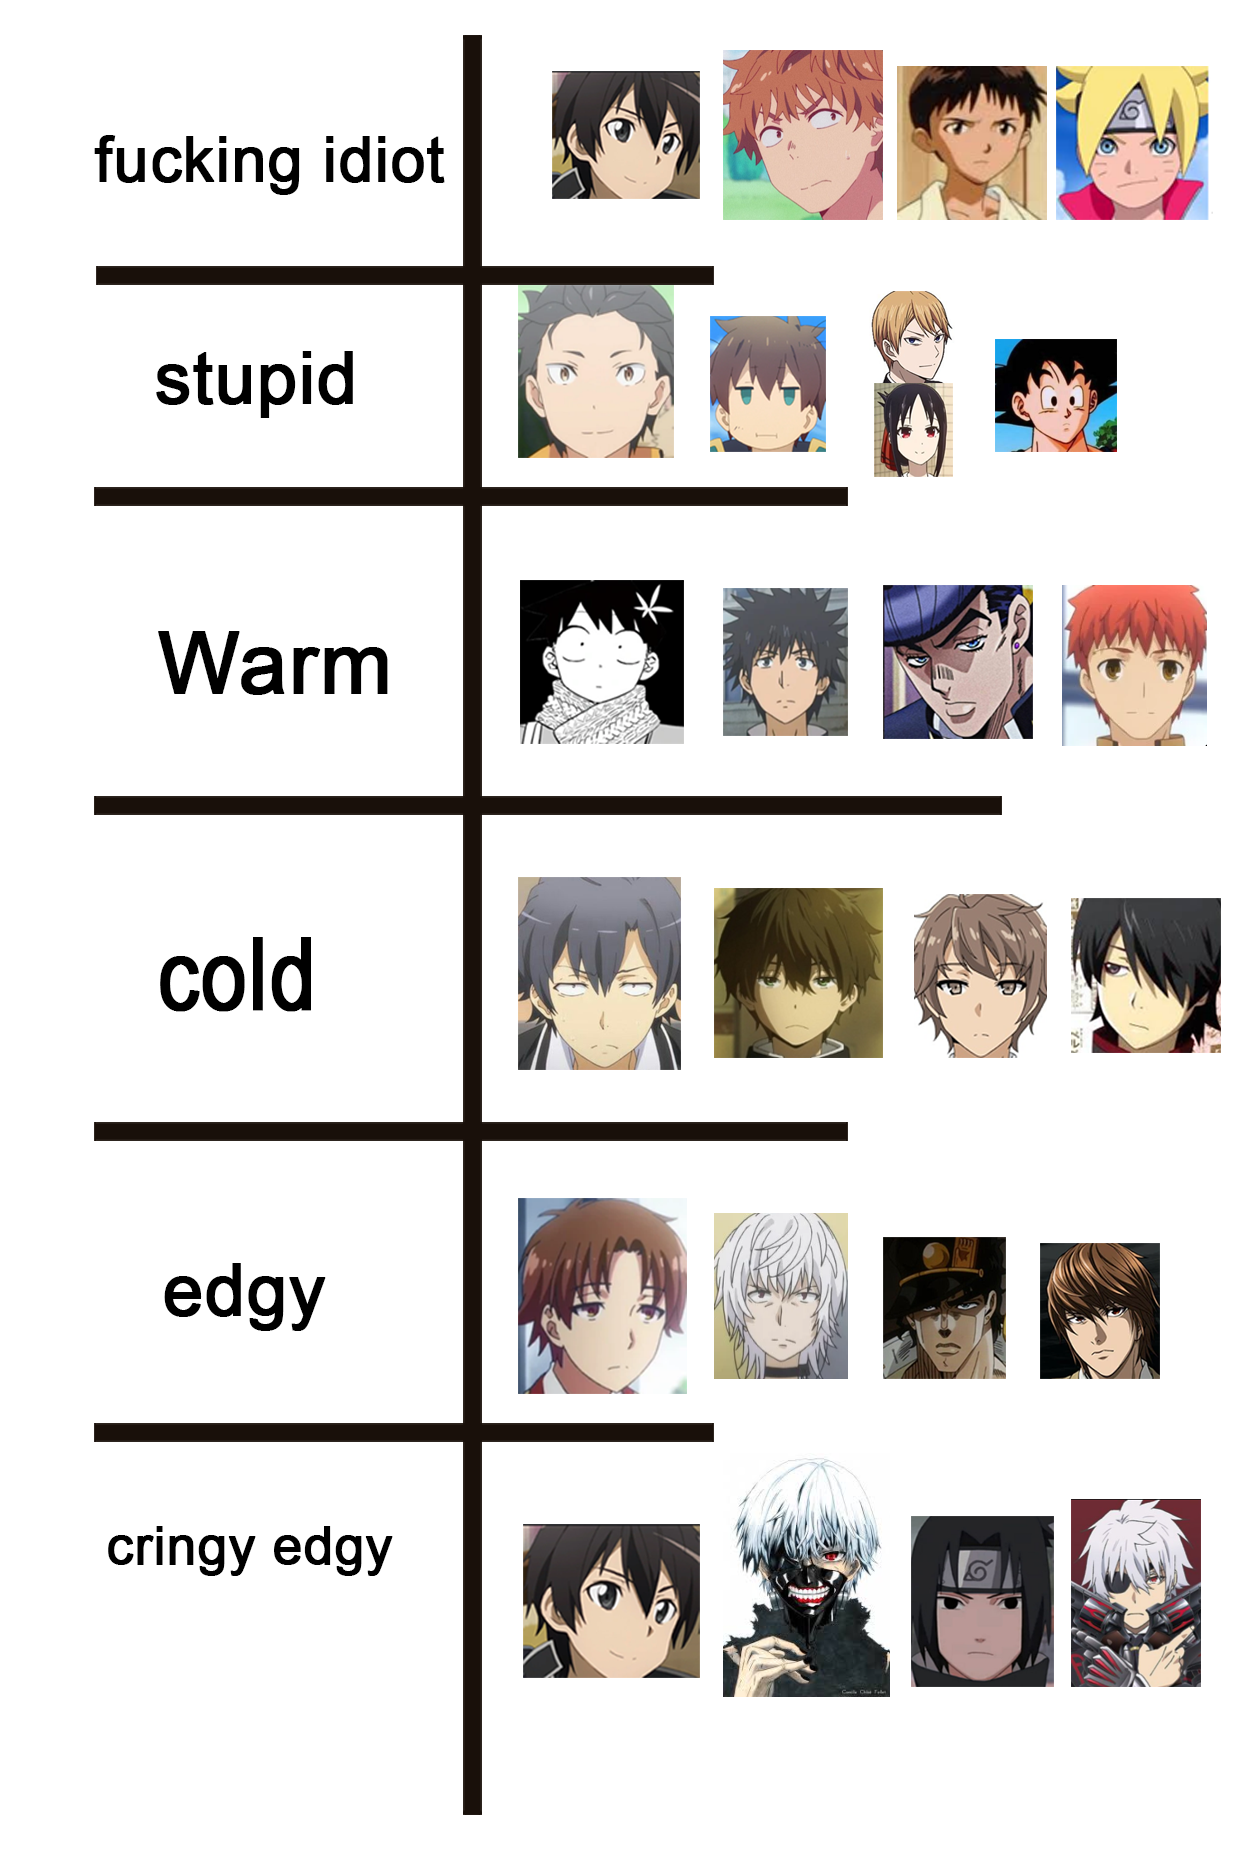 fucking idiot
stupid
Warm
cold
edgy
cringy edgy